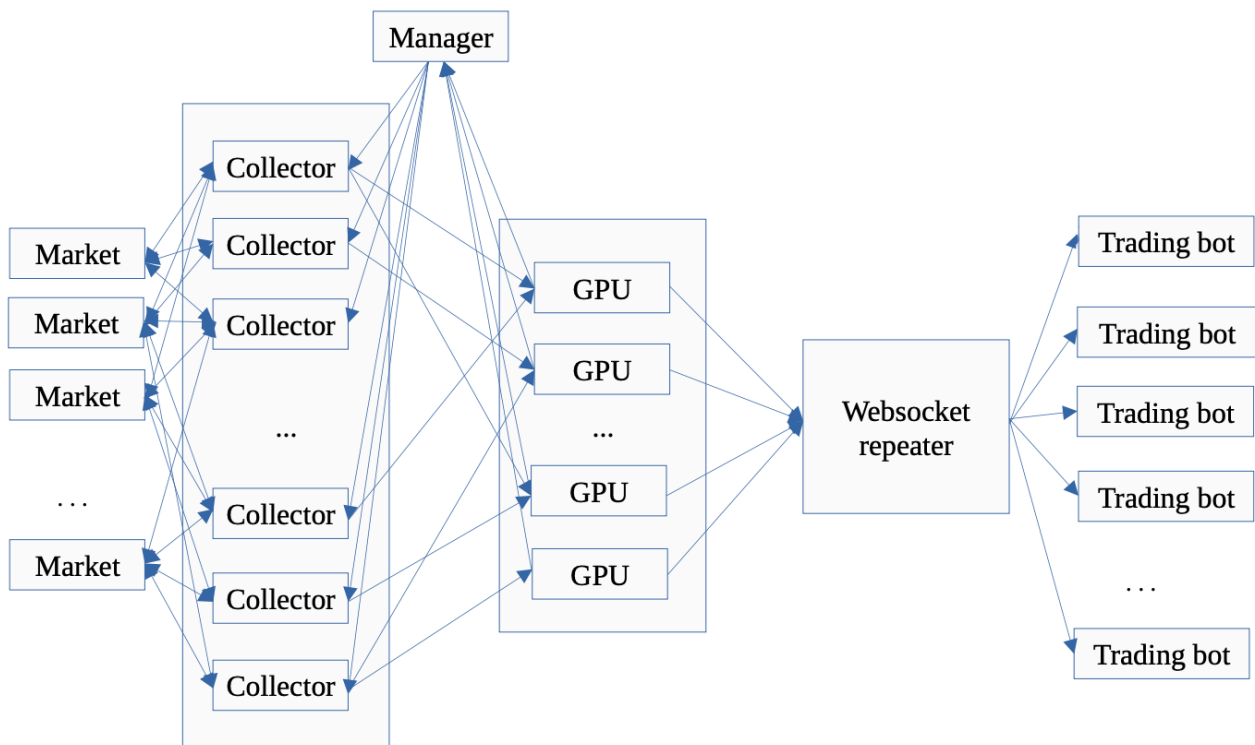 Manager
Collector
Collector
Collector
...
Collector
Collector
Collector
Market
Market
Market
...
Market
GPU
GPU
...
GPU
GPU
Websocket
repeater
Trading bot
Trading bot
Trading bot
Trading bot
...
Trading bot